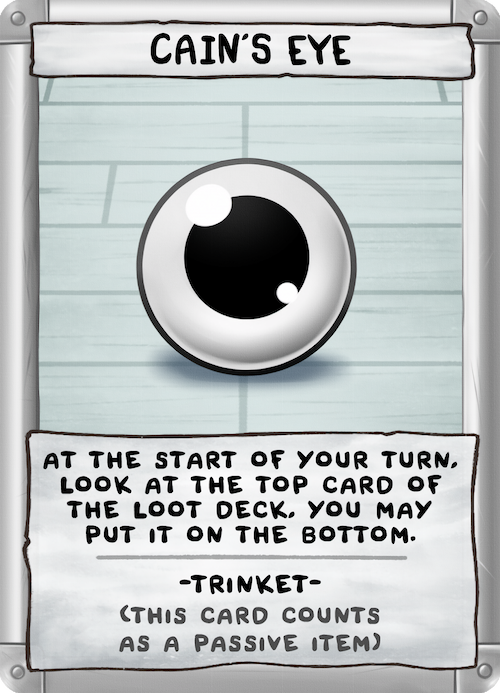 CAIN'S EYE
AT THE START OF YOUR TURN,
LOOK AT THE TOP CARD OF
THE LOOT DECK. YOU MAY
PUT IT ON THE BOTTOM.
-TRINKET-
(THIS CARD COUNTS
AS A PASSIVE ITEM)